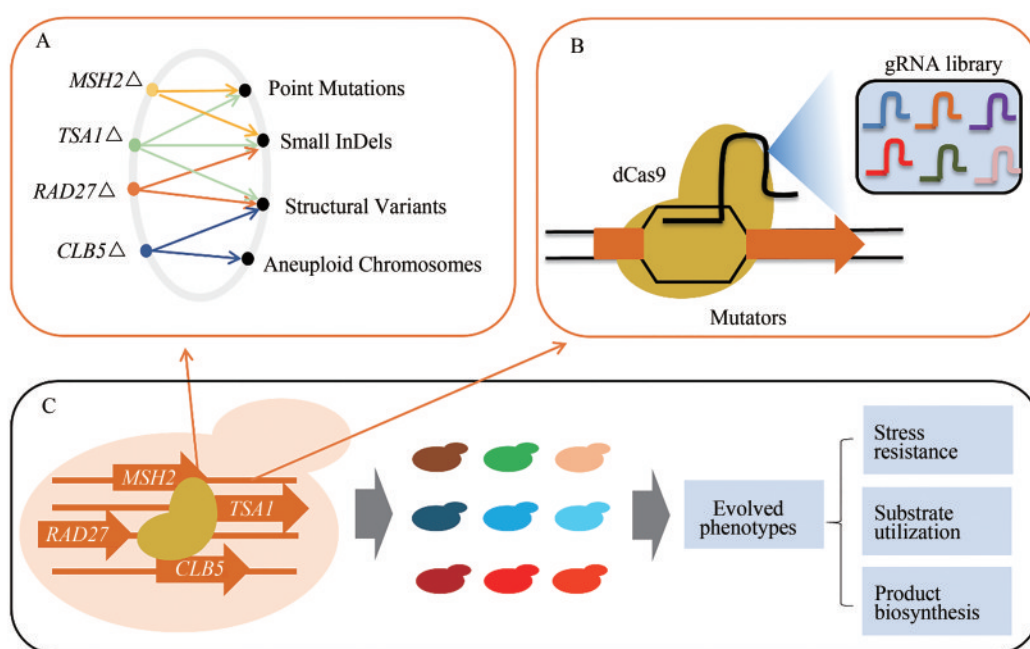 A
MSH2△
TSA1△
RAD27△
CLB5△
Point Mutations
Small InDels
Structural Variants
Aneuploid Chromosomes
B
gRNA library
dCas9
Mutators
C
MSH2
TSA1
RAD27
CLB5
Evolved
phenotypes
Stress
resistance
Substrate
utilization
Product
biosynthesis